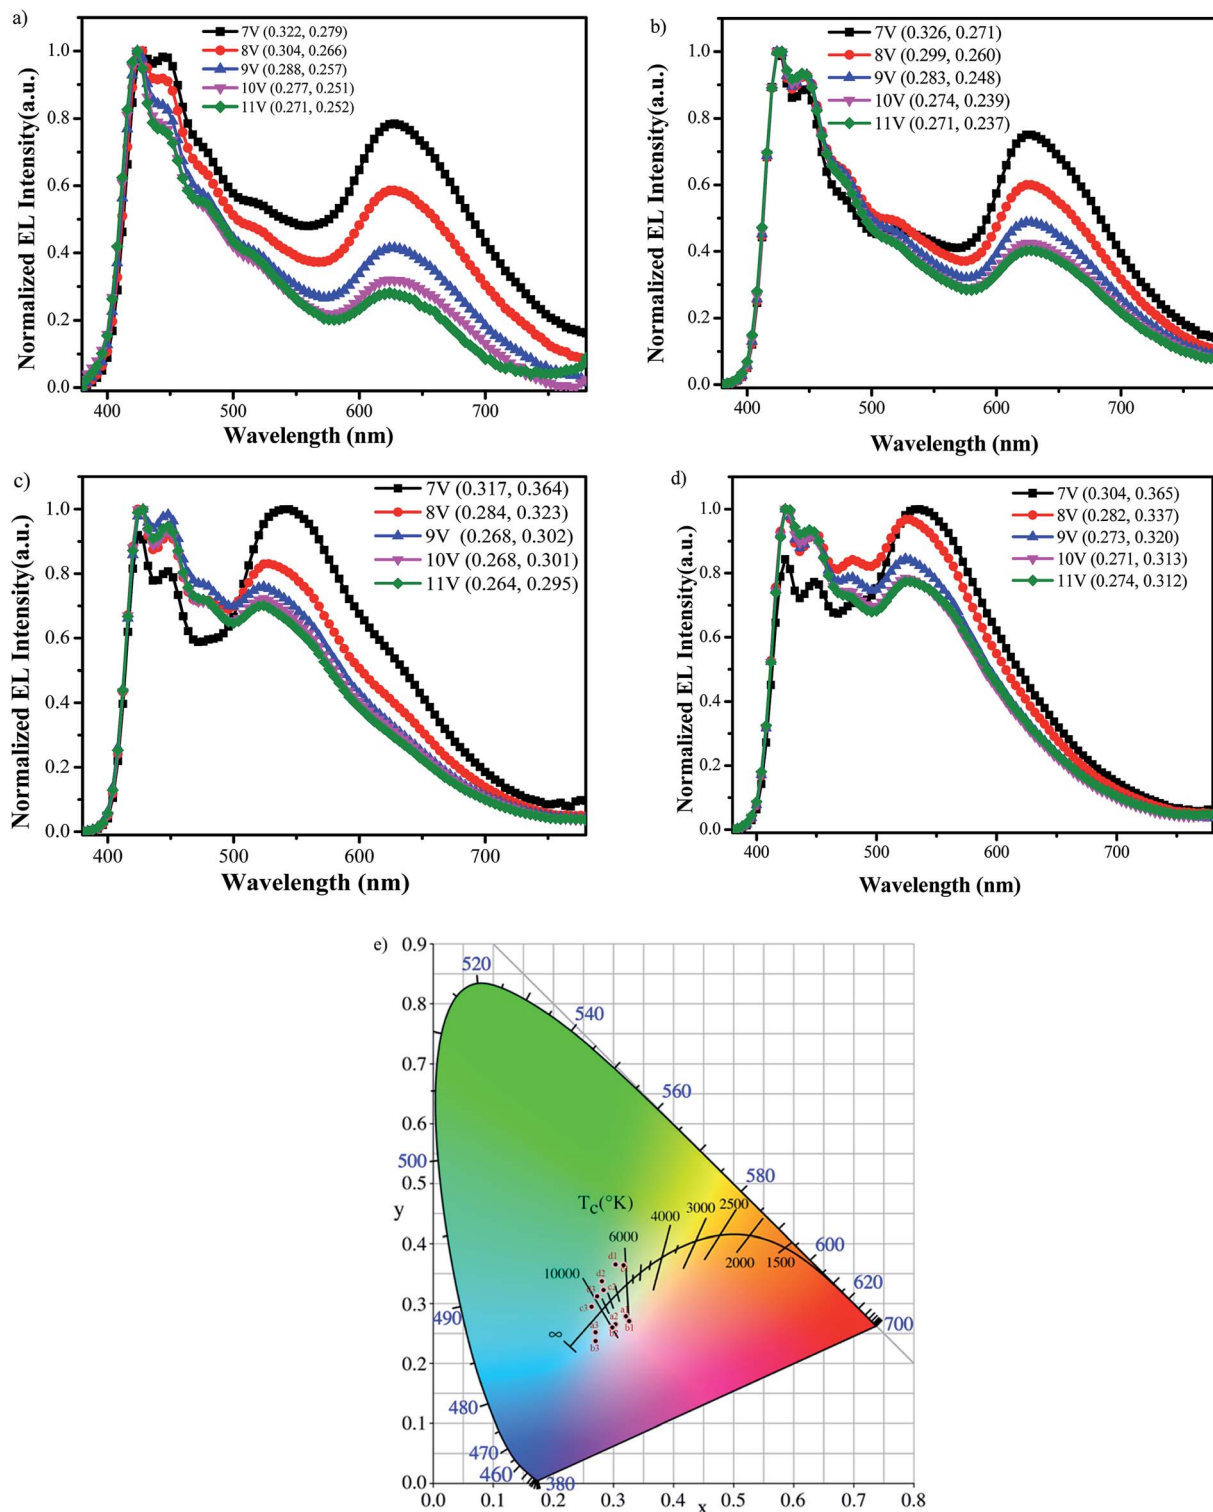 a)
7V (0.322, 0.279)
8V (0.304, 0.266)
9V (0.288, 0.257)
10V (0.277, 0.251)
11V (0.271, 0.252)
Normalized EL Intensity(a.u.)
1.0
0.8
0.6
0.4
0.2
0.0
400 500 600 700
Wavelength (nm)
b)
7V (0.326, 0.271)
8V (0.299, 0.260)
9V (0.283, 0.248)
10V (0.274, 0.239)
11V (0.271, 0.237)
Normalized EL Intensity(a.u.)
1.0
0.8
0.6
0.4
0.2
0.0
400 500 600 700
Wavelength (nm)
c)
7V (0.317, 0.364)
8V (0.284, 0.323)
9V (0.268, 0.302)
10V (0.268, 0.301)
11V (0.264, 0.295)
Normalized EL Intensity(a.u.)
1.0
0.8
0.6
0.4
0.2
0.0
400 500 600 700
Wavelength (nm)
d)
7V (0.304, 0.365)
8V (0.282, 0.337)
9V (0.273, 0.320)
10V (0.271, 0.313)
11V (0.274, 0.312)
Normalized EL Intensity(a.u.)
1.0
0.8
0.6
0.4
0.2
0.0
400 500 600 700
Wavelength (nm)
e)
0.9
0.8
0.7
0.6
0.5
y
0.4
0.3
0.2
0.1
0.0
0.0 0.1 0.2 0.3 0.4 0.5 0.6 0.7 0.8
x
520
540
560
580
600
620
700
500
490
480
470
460
380
Tc(°K)
∞
10000
6000
4000
3000
2500
2000
1500
d1
d2
c2
c3
a1
a2
b1
a3
b3